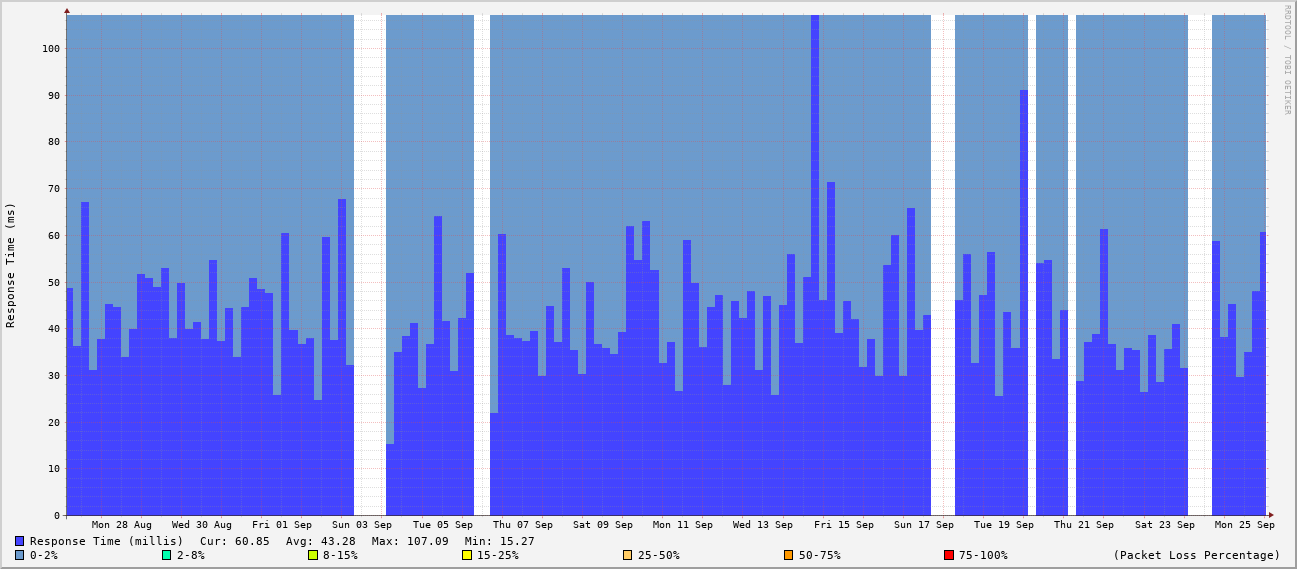 RRDTOOL / TOBI OETIKER
Response Time (ms)
100
90
80
70
60
50
40
30
20
10
0
Mon 28 Aug Wed 30 Aug Fri 01 Sep Sun 03 Sep Tue 05 Sep Thu 07 Sep Sat 09 Sep Mon 11 Sep Wed 13 Sep Fri 15 Sep Sun 17 Sep Tue 19 Sep Thu 21 Sep Sat 23 Sep Mon 25 Sep
Response Time (millis) Cur: 60.85 Avg: 43.28 Max: 107.09 Min: 15.27
0-2% 2-8% 8-15% 15-25% 25-50% 50-75% 75-100% (Packet Loss Percentage)